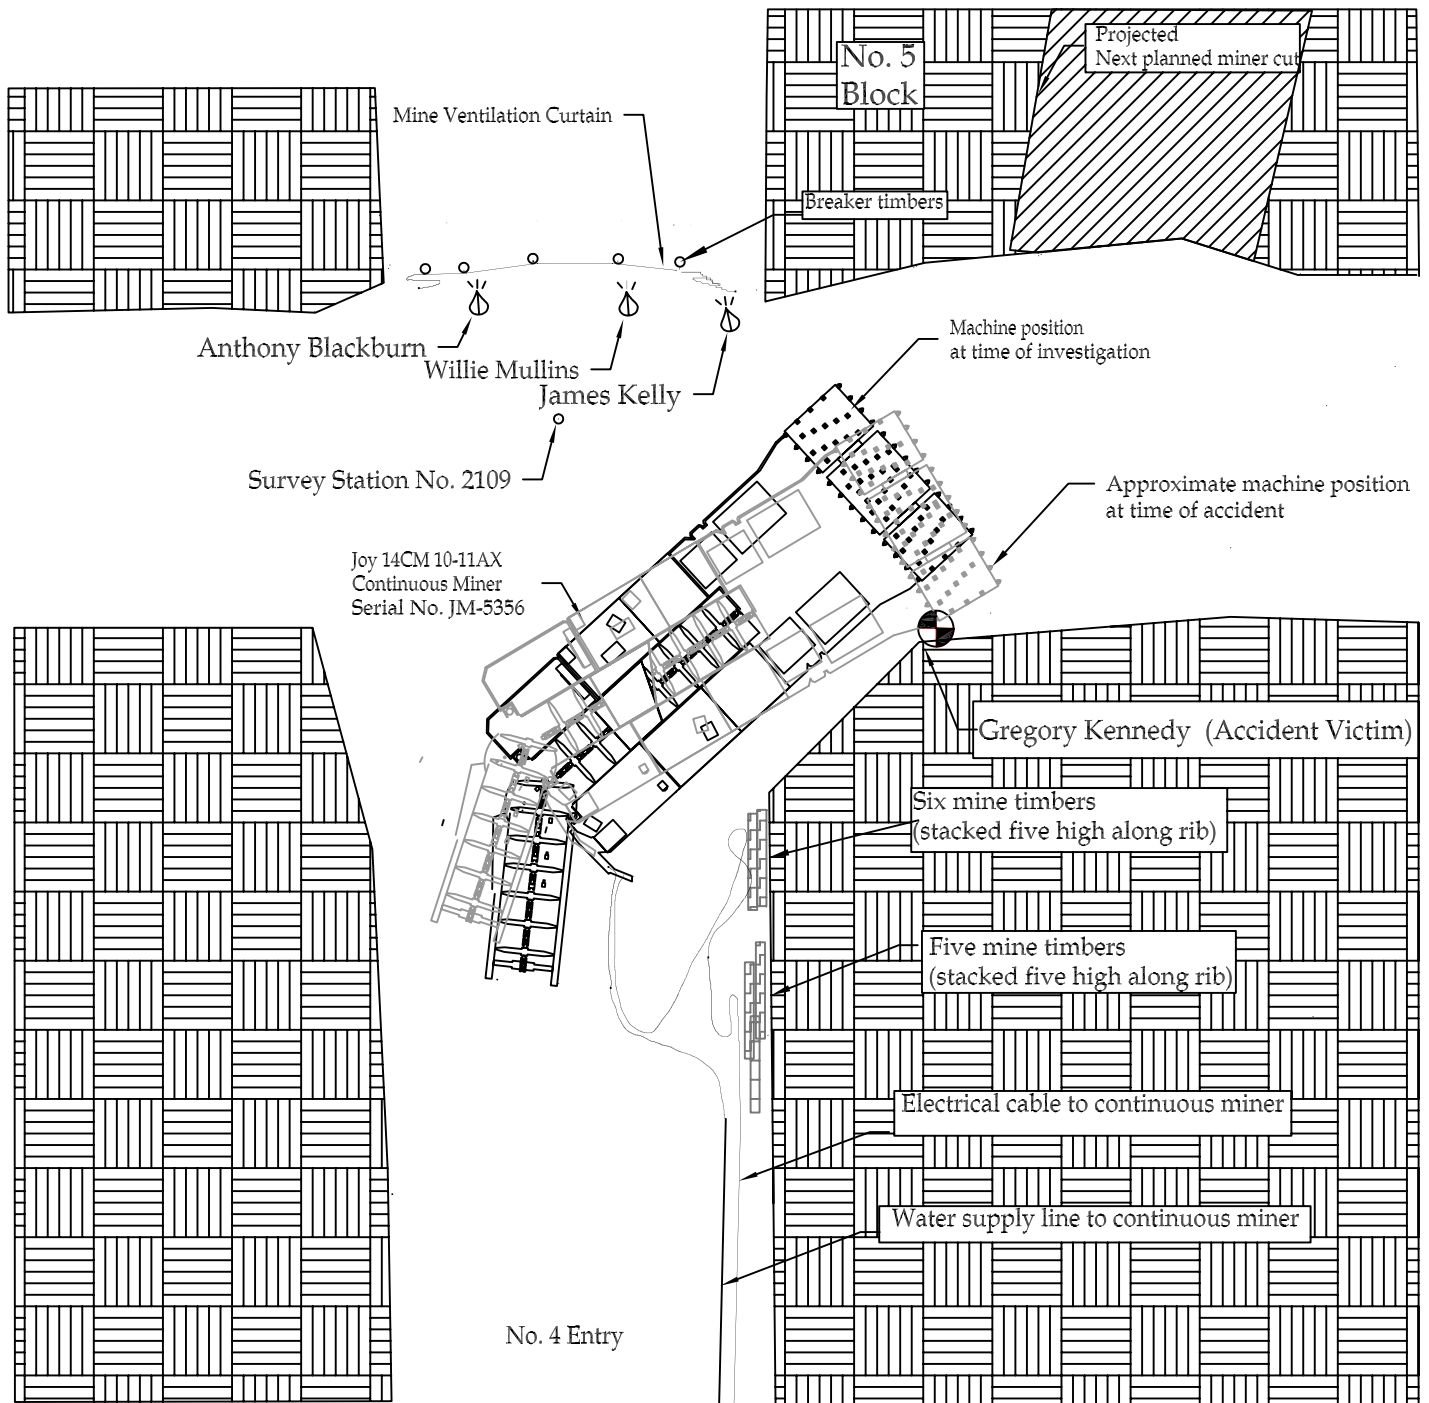 Projected
Next planned miner cut
No. 5
Block
Mine Ventilation Curtain
Breaker timbers
Anthony Blackburn
Willie Mullins
James Kelly
Machine position
at time of investigation
Survey Station No. 2109
Approximate machine position
at time of accident
Joy 14CM 10-11AX
Continuous Miner
Serial No. JM-5356
Gregory Kennedy (Accident Victim)
Six mine timbers
(stacked five high along rib)
Five mine timbers
(stacked five high along rib)
Electrical cable to continuous miner
Water supply line to continuous miner
No. 4 Entry